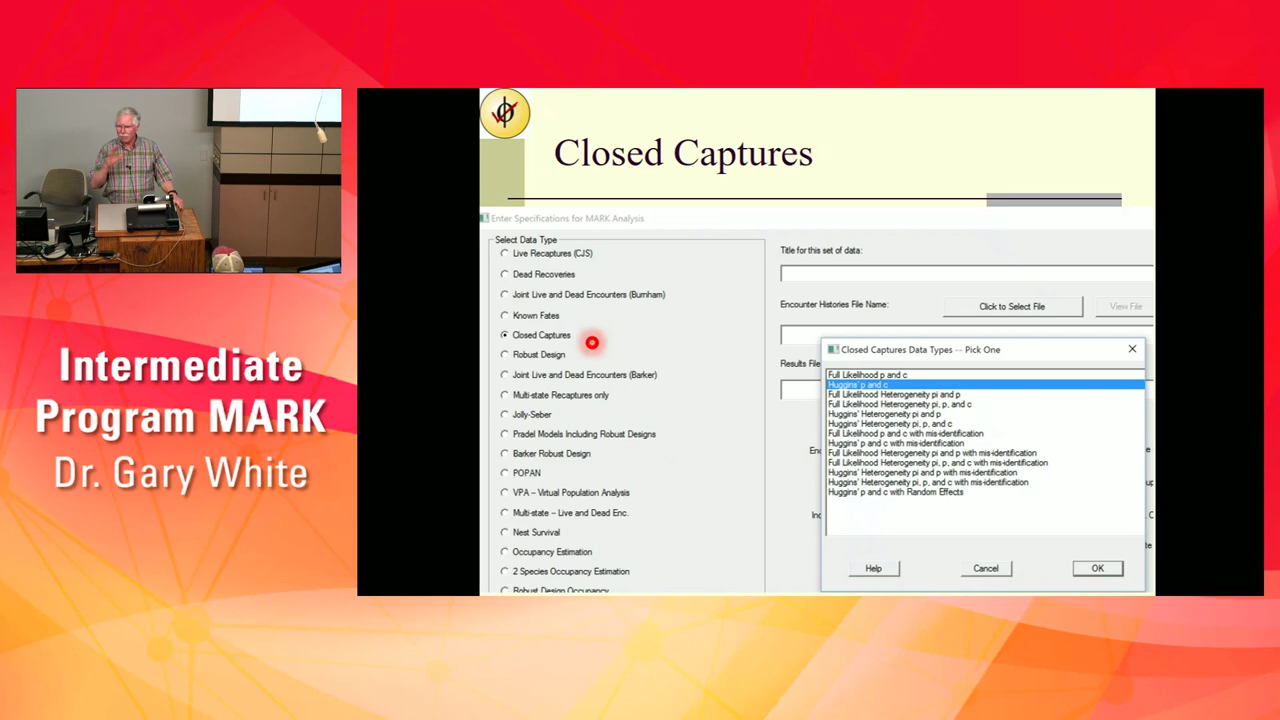 Closed Captures
Enter Specifications for MARK Analysis
Select Data Type
Live Recaptures (CJS)
Dead Recoveries
Joint Live and Dead Encounters (Burnham)
Known Fates
Closed Captures
Robust Design
Joint Live and Dead Encounters (Barker)
Multi-state Recaptures only
Jolly-Seber
Pradel Models Including Robust Designs
Barker Robust Design
POPAN
VPA – Virtual Population Analysis
Multi-state – Live and Dead Enc.
Nest Survival
Occupancy Estimation
2 Species Occupancy Estimation
Robust Design Occupancy
Title for this set of data:
Encounter Histories File Name:
Click to Select File
View File
Results File
Closed Captures Data Types -- Pick One
Full Likelihood p and c
Huggins' p and c
Full Likelihood Heterogeneity pi and p
Full Likelihood Heterogeneity pi, p, and c
Huggins' Heterogeneity pi and p
Huggins' Heterogeneity pi, p, and c
Full Likelihood p and c with mis-identification
Huggins' p and c with mis-identification
Full Likelihood Heterogeneity pi and p with mis-identification
Full Likelihood Heterogeneity pi, p, and c with mis-identification
Huggins' Heterogeneity pi and p with mis-identification
Huggins' Heterogeneity pi, p, and c with mis-identification
Huggins' p and c with Random Effects
Help
Cancel
OK
Intermediate
Program MARK
Dr. Gary White